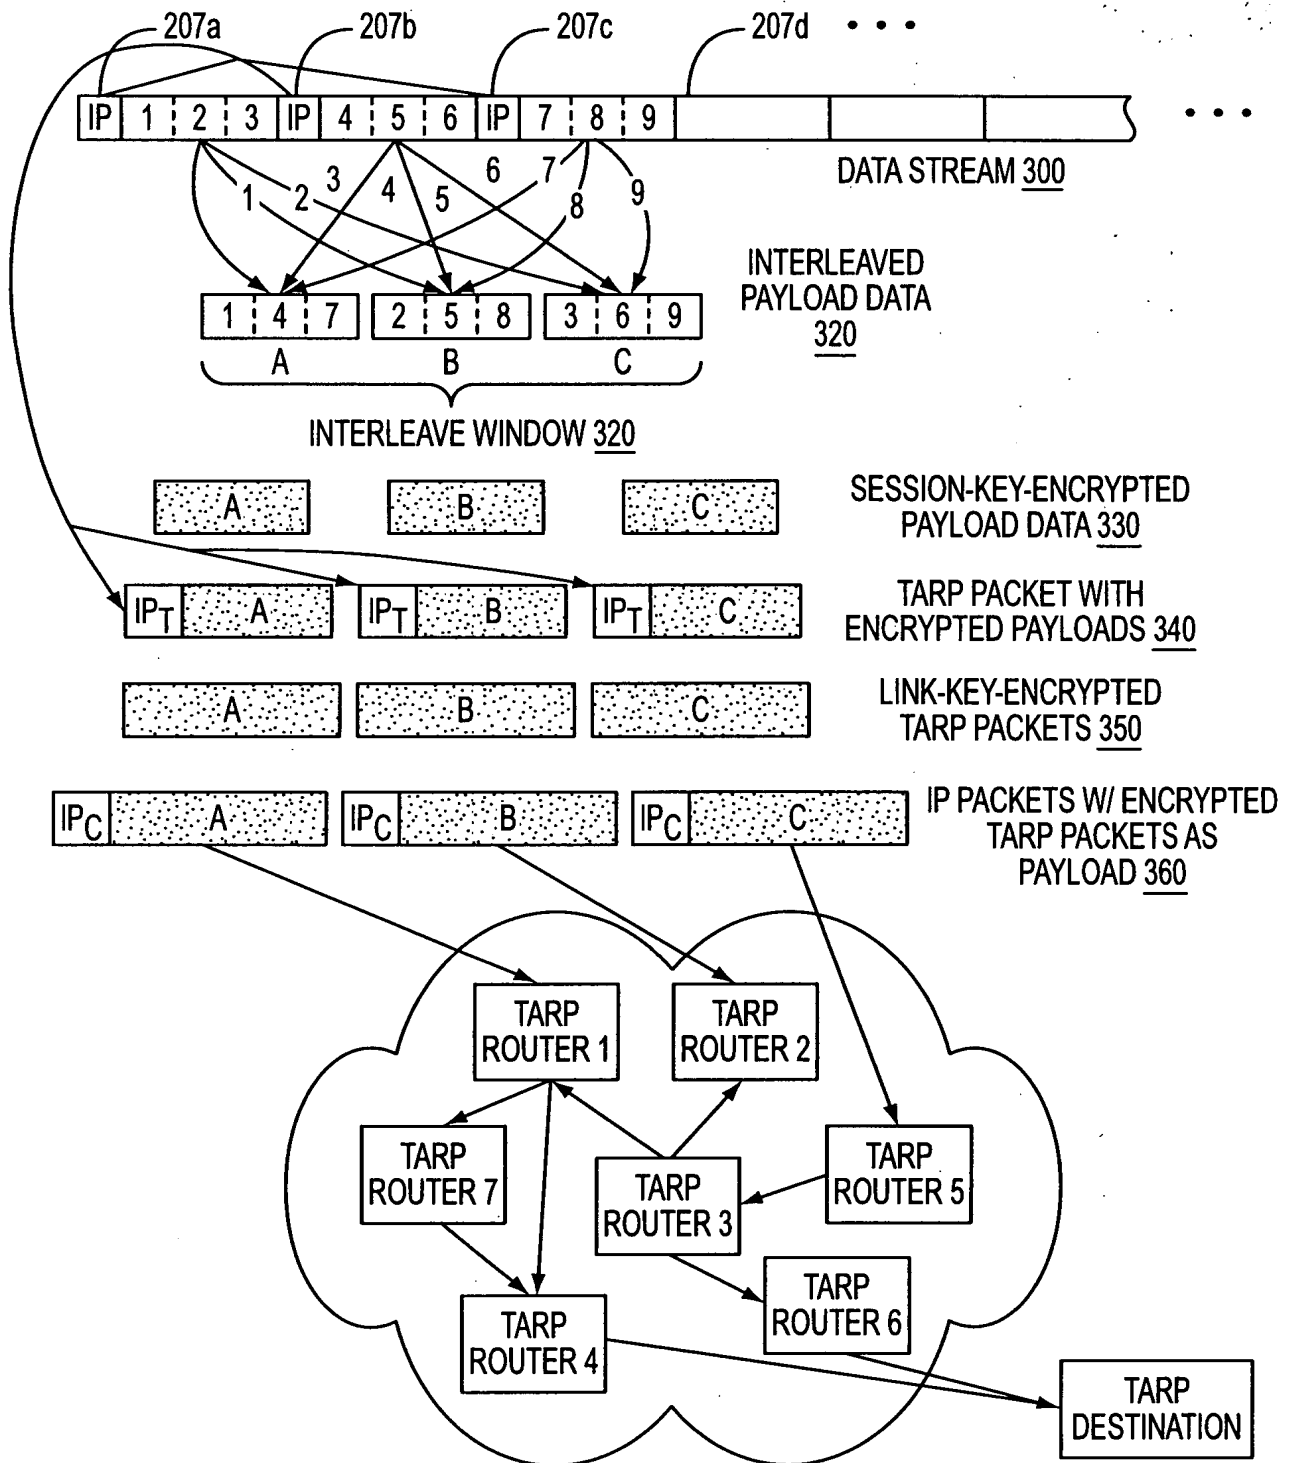 207a 207b 207c 207d • • •
IP 1 2 3 IP 4 5 6 IP 7 8 9 • • •
DATA STREAM 300
1 2 3 4 5 6 7 8 9
INTERLEAVED
PAYLOAD DATA
320
1 4 7 2 5 8 3 6 9
A B C
INTERLEAVE WINDOW 320
A B C
SESSION-KEY-ENCRYPTED
PAYLOAD DATA 330
IPT A IPT B IPT C
TARP PACKET WITH
ENCRYPTED PAYLOADS 340
A B C
LINK-KEY-ENCRYPTED
TARP PACKETS 350
IPC A IPC B IPC C
IP PACKETS W/ ENCRYPTED
TARP PACKETS AS
PAYLOAD 360
TARP
ROUTER 1
TARP
ROUTER 2
TARP
ROUTER 7
TARP
ROUTER 3
TARP
ROUTER 5
TARP
ROUTER 4
TARP
ROUTER 6
TARP
DESTINATION